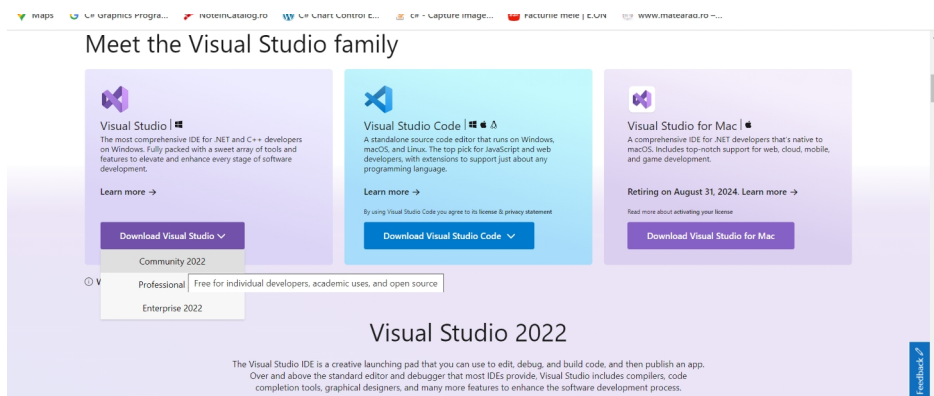 Maps
C# Graphics Progra...
NoteInCatalog.ro
C# Chart Control E...
c# - Capture Image...
Facturile mele | E.ON
www.matearad.ro –...
Meet the Visual Studio family
Visual Studio
The most comprehensive IDE for .NET and C++ developers
on Windows. Fully packed with a sweet array of tools and
features to elevate and enhance every stage of software
development.
Learn more →
Download Visual Studio
Community 2022
Professional
Free for individual developers, academic uses, and open source
Enterprise 2022
Visual Studio Code
A standalone source code editor that runs on Windows,
macOS, and Linux. The top pick for JavaScript and web
developers, with extensions to support just about any
programming language.
Learn more →
By using Visual Studio Code you agree to its license & privacy statement
Download Visual Studio Code
Visual Studio for Mac
A comprehensive IDE for .NET developers that's native to
macOS. Includes top-notch support for web, cloud, mobile,
and game development.
Retiring on August 31, 2024. Learn more →
Read more about activating your license
Download Visual Studio for Mac
Visual Studio 2022
The Visual Studio IDE is a creative launching pad that you can use to edit, debug, and build code, and then publish an app.
Over and above the standard editor and debugger that most IDEs provide, Visual Studio includes compilers, code
completion tools, graphical designers, and many more features to enhance the software development process.
Feedback